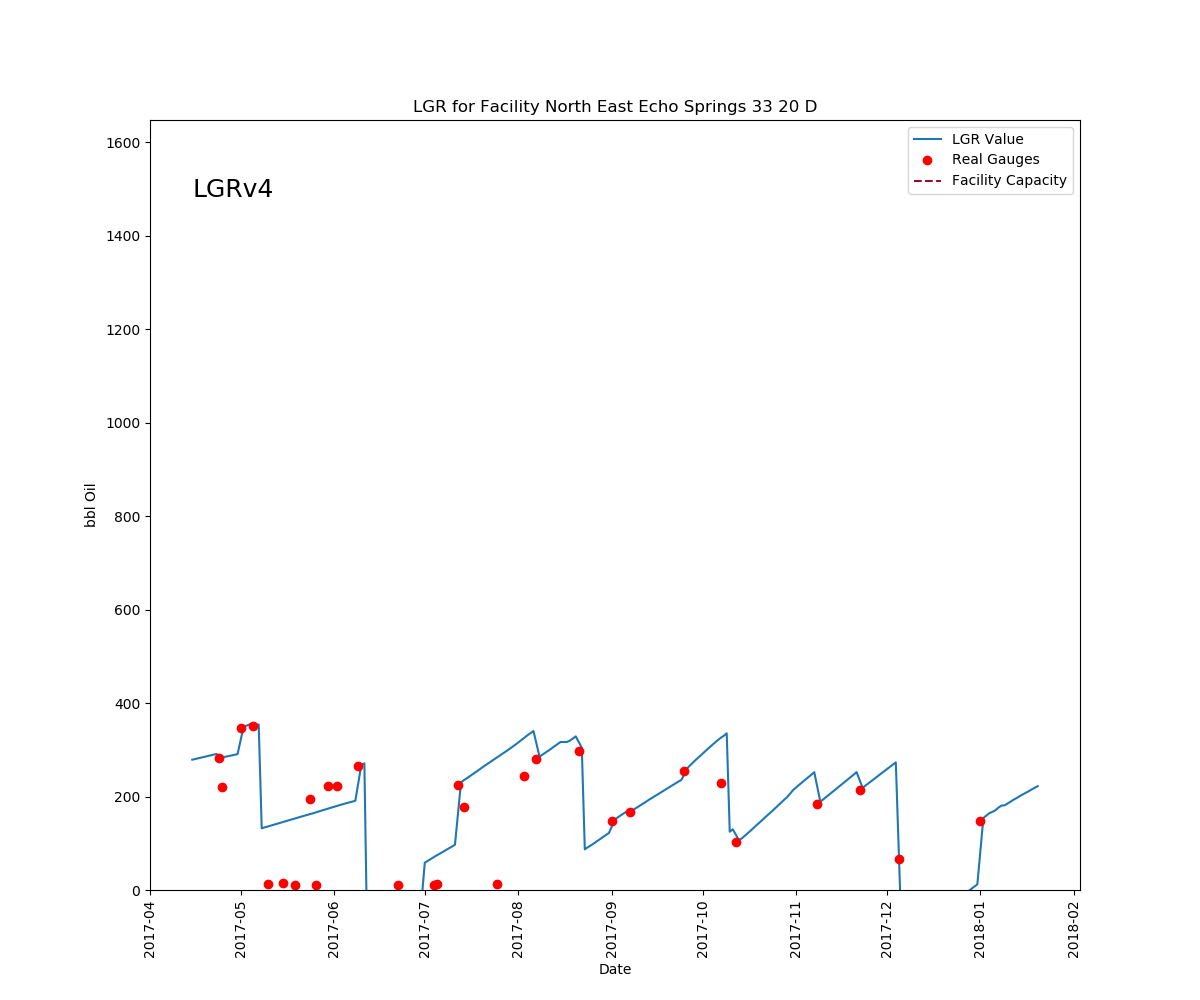 LGR for Facility North East Echo Springs 33 20 D
LGRv4
LGR Value
Real Gauges
Facility Capacity
bbl Oil
1600
1400
1200
1000
800
600
400
200
0
2017-04
2017-05
2017-06
2017-07
2017-08
2017-09
2017-10
2017-11
2017-12
2018-01
2018-02
Date